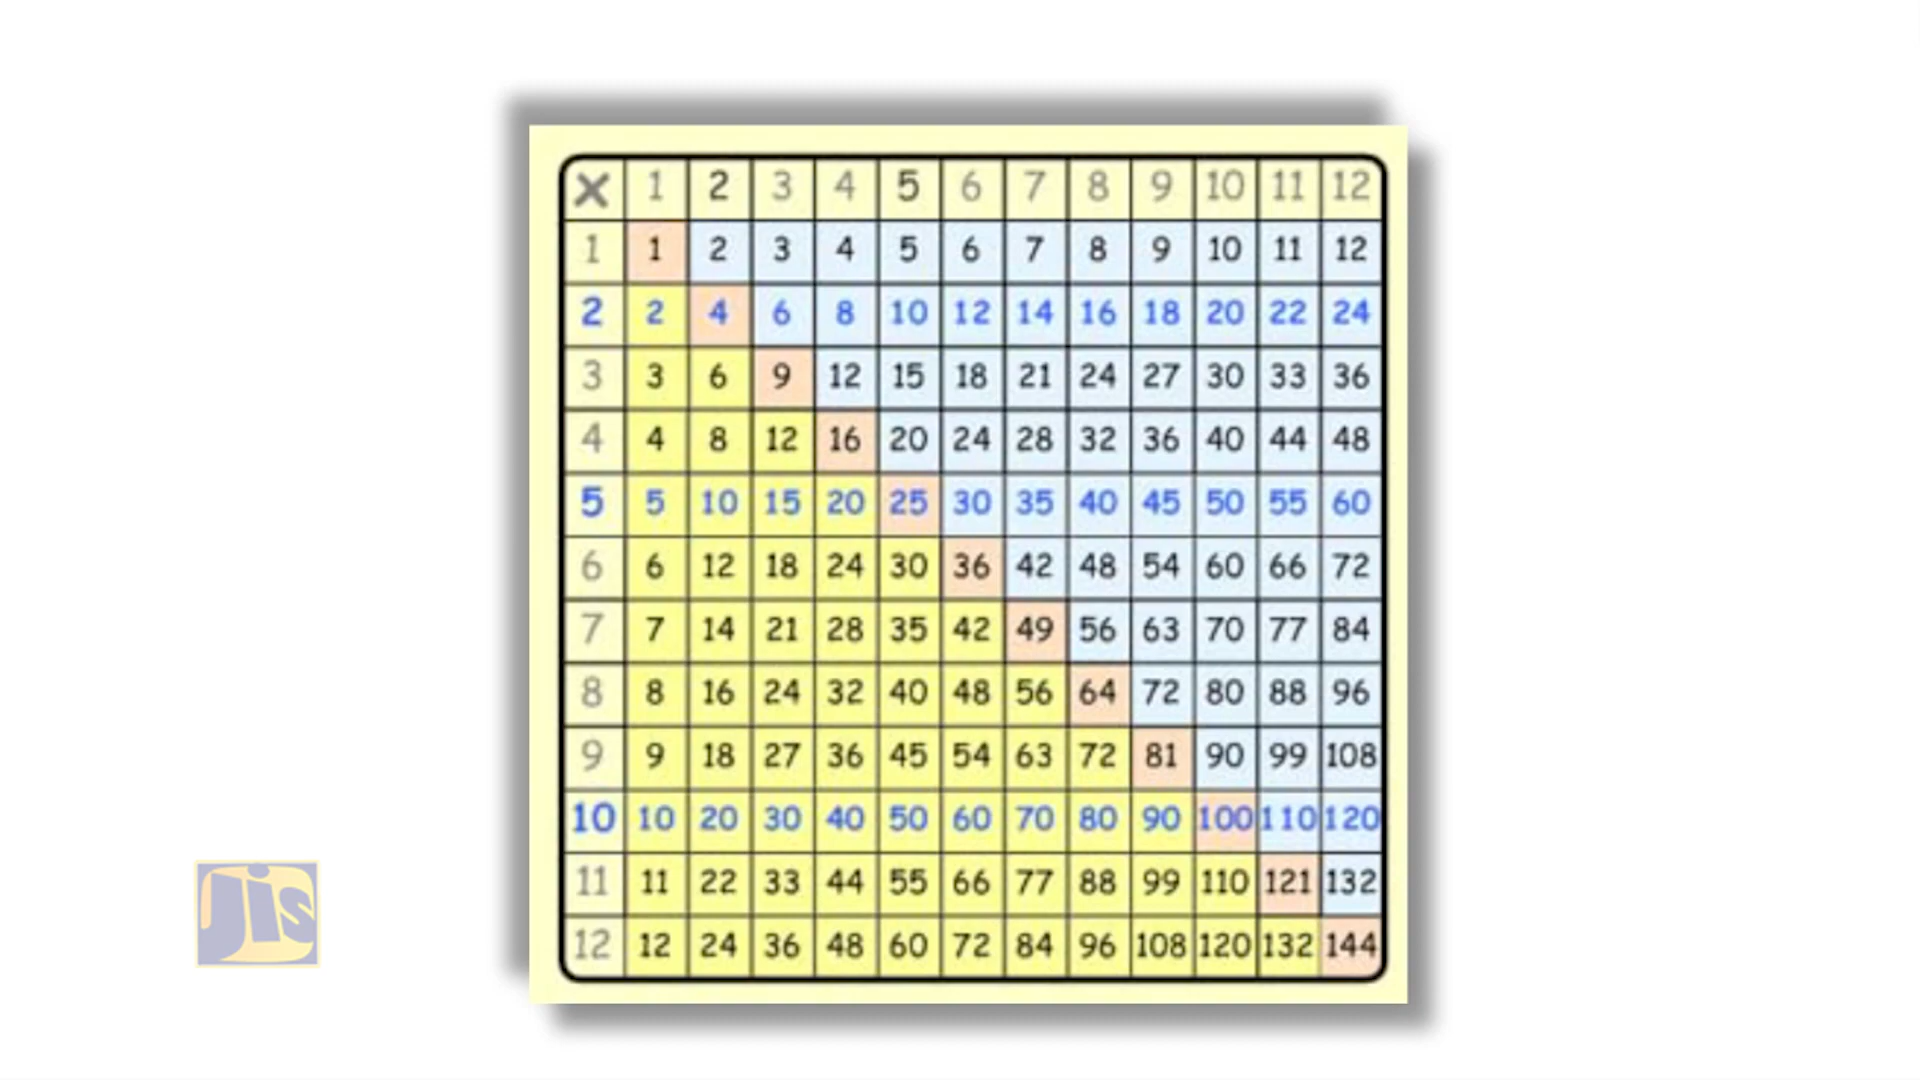 × 1 2 3 4 5 6 7 8 9 10 11 12
1 1 2 3 4 5 6 7 8 9 10 11 12
2 2 4 6 8 10 12 14 16 18 20 22 24
3 3 6 9 12 15 18 21 24 27 30 33 36
4 4 8 12 16 20 24 28 32 36 40 44 48
5 5 10 15 20 25 30 35 40 45 50 55 60
6 6 12 18 24 30 36 42 48 54 60 66 72
7 7 14 21 28 35 42 49 56 63 70 77 84
8 8 16 24 32 40 48 56 64 72 80 88 96
9 9 18 27 36 45 54 63 72 81 90 99 108
10 10 20 30 40 50 60 70 80 90 100 110 120
11 11 22 33 44 55 66 77 88 99 110 121 132
12 12 24 36 48 60 72 84 96 108 120 132 144
Jis